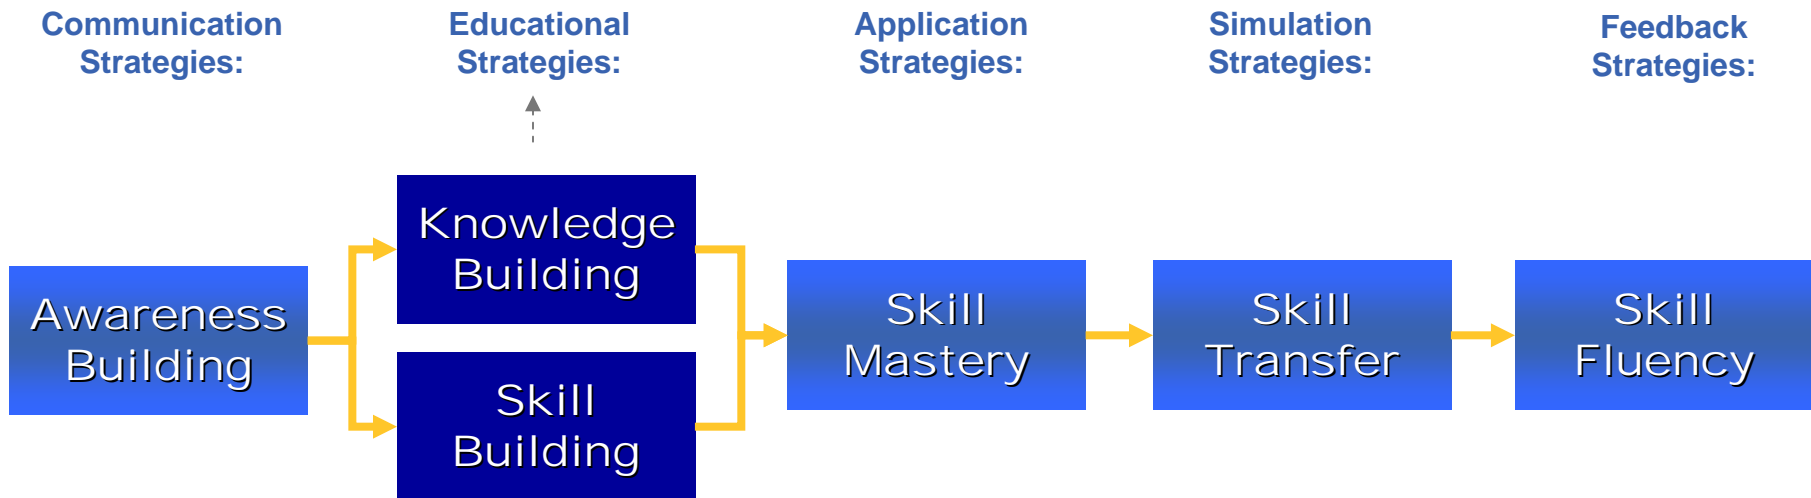 Communication
Strategies:
Educational
Strategies:
Application
Strategies:
Simulation
Strategies:
Feedback
Strategies:
Awareness
Building
Knowledge
Building
Skill
Building
Skill
Mastery
Skill
Transfer
Skill
Fluency